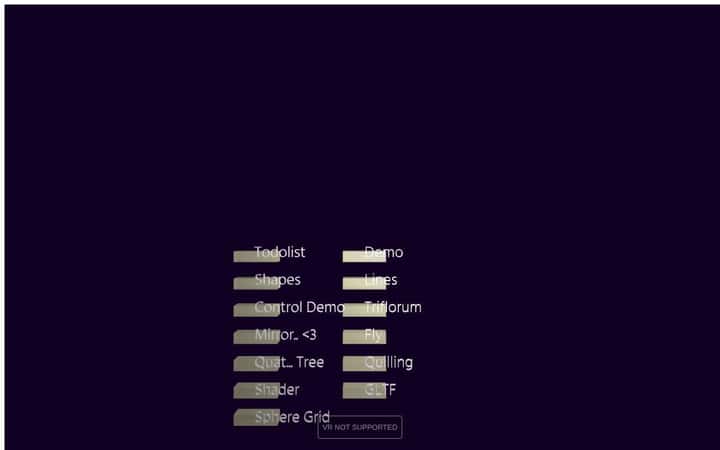 Todolist
Shapes
Control Demo
Mirror.. <3
Quat... Tree
Shader
Sphere Grid
Demo
Lines
Triflorum
Fly
Quilling
GLTF
VR NOT SUPPORTED